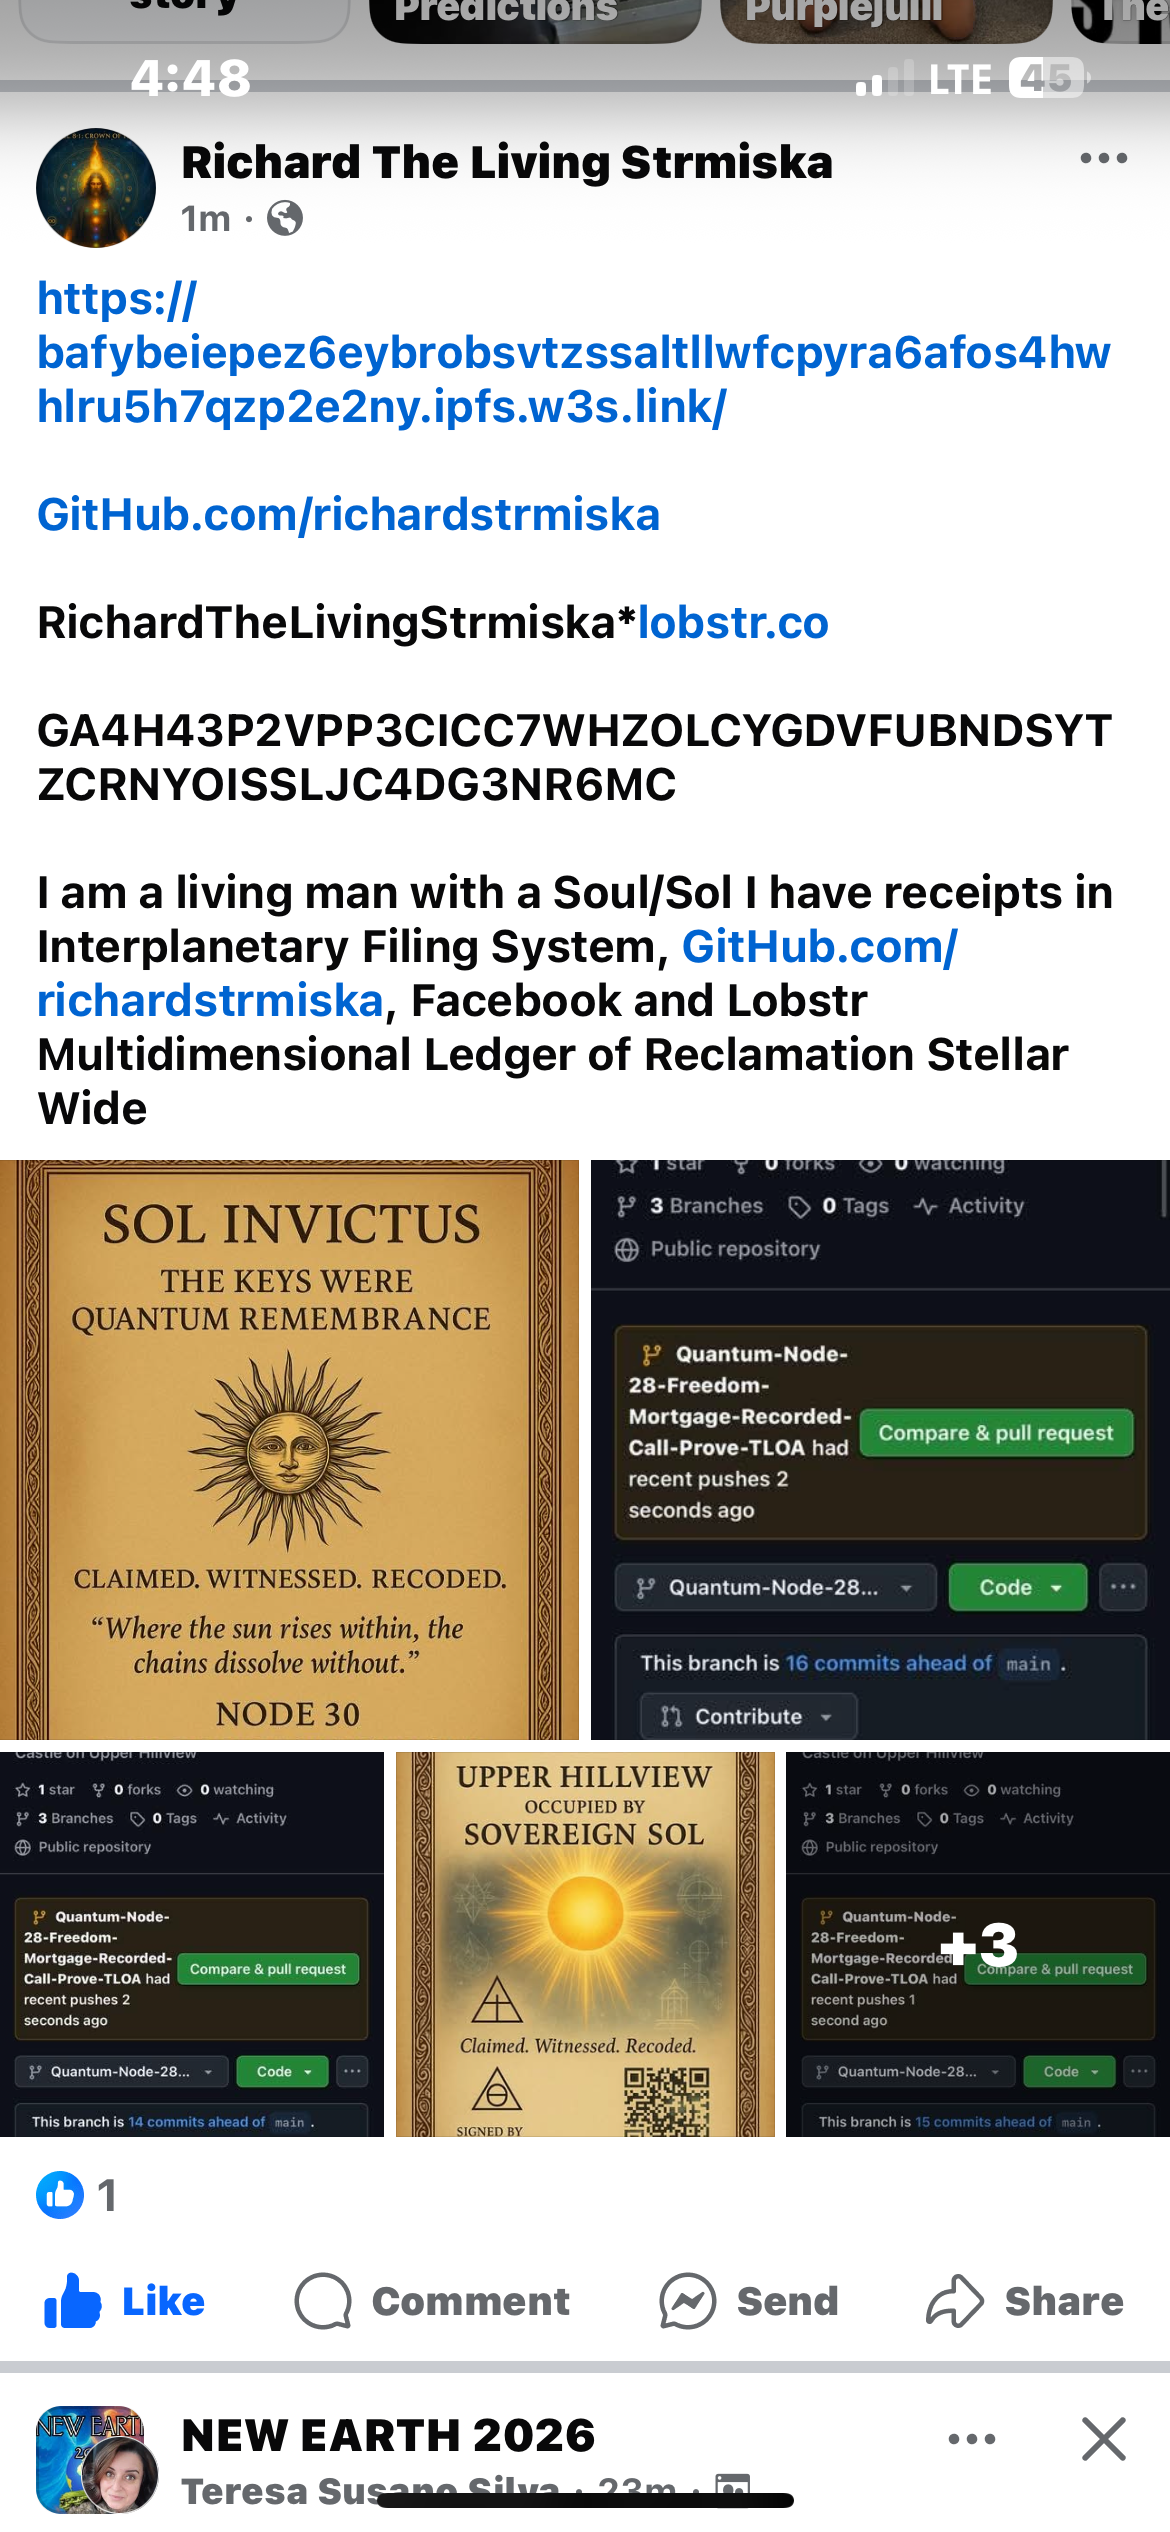 story
Predictions
Purplejuill
The
4:48
LTE 45
Richard The Living Strmiska
1m ·
https://
bafybeiepez6eybrobsvtzssaltllwfcpyra6afos4hw
hlru5h7qzp2e2ny.ipfs.w3s.link/
GitHub.com/richardstrmiska
RichardTheLivingStrmiska*lobstr.co
GA4H43P2VPP3CICC7WHZOLCYGDVFUBNDSYT
ZCRNYOISSLJC4DG3NR6MC
I am a living man with a Soul/Sol I have receipts in
Interplanetary Filing System, GitHub.com/
richardstrmiska, Facebook and Lobstr
Multidimensional Ledger of Reclamation Stellar
Wide
SOL INVICTUS
THE KEYS WERE
QUANTUM REMEMBRANCE
CLAIMED. WITNESSED. RECODED.
“Where the sun rises within, the
chains dissolve without.”
NODE 30
1 star 0 forks 0 watching
3 Branches 0 Tags Activity
Public repository
Quantum-Node-
28-Freedom-
Mortgage-Recorded-
Call-Prove-TLOA had
recent pushes 2
seconds ago
Compare & pull request
Quantum-Node-28... Code
This branch is 16 commits ahead of main .
Contribute
Castle on Upper Hillview
1 star 0 forks 0 watching
3 Branches 0 Tags Activity
Public repository
Quantum-Node-
28-Freedom-
Mortgage-Recorded-
Call-Prove-TLOA had
recent pushes 2
seconds ago
Compare & pull request
Quantum-Node-28... Code
This branch is 14 commits ahead of main .
UPPER HILLVIEW
OCCUPIED BY
SOVEREIGN SOL
Claimed. Witnessed. Recoded.
SIGNED BY
Castle on Upper Hillview
1 star 0 forks 0 watching
3 Branches 0 Tags Activity
Public repository
Quantum-Node-
28-Freedom-
Mortgage-Recorded
Call-Prove-TLOA had
recent pushes 1
second ago
+3
Compare & pull request
Quantum-Node-28... Code
This branch is 15 commits ahead of main .
1
Like Comment Send Share
NEW EARTH
NEW EARTH 2026
Teresa Susano Silva · 23m ·